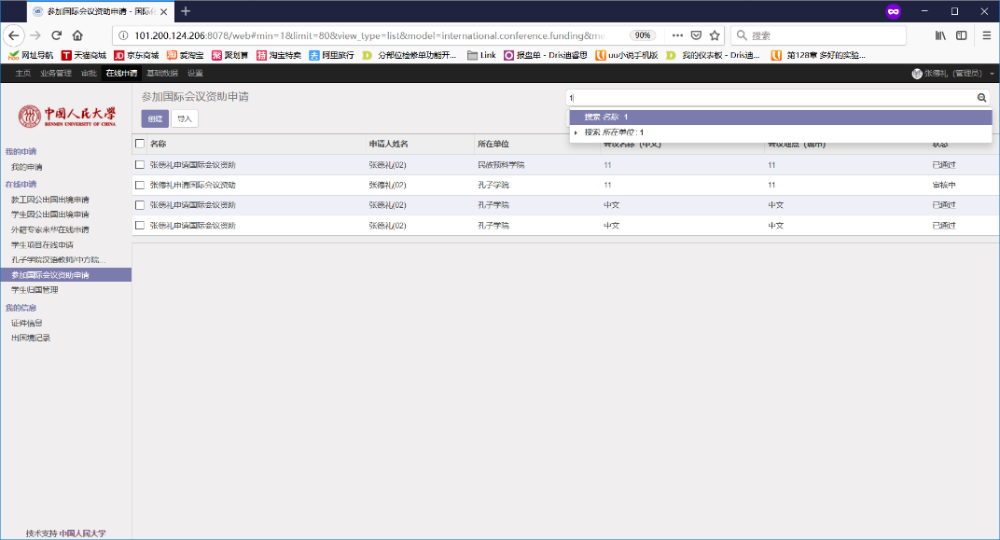 参加国际会议资助申请 - 国际化
101.200.124.206:8078/web#min=1&limit=80&view_type=list&model=international.conference.funding&me
90%
搜索
网址导航 天猫商城 京东商城 爱淘宝 聚划算 淘宝特卖 阿里旅行 分部位检修单功能开... Link 报盘单 - Dris迪睿思 uu小说手机版 我的仪表板 - Dris迪... 第128章 多好的实验...
主页 业务管理 审批 在线申请 基础数据 设置 张德礼（管理员）
中国人民大学
RENMIN UNIVERSITY OF CHINA
参加国际会议资助申请
1
创建 导入
搜索 名称: 1
搜索 所在单位: 1
名称 申请人姓名 所在单位 会议名称（中文） 会议地点（城市） 状态
张德礼申请国际会议资助 张德礼(02) 民族预科学院 11 11 已通过
张德礼申请国际会议资助 张德礼(02) 孔子学院 11 11 审核中
张德礼申请国际会议资助 张德礼(02) 孔子学院 中文 中文 已通过
张德礼申请国际会议资助 张德礼(02) 孔子学院 中文 中文 已通过
我的申请
我的申请
在线申请
教工因公出国出境申请
学生因公出国出境申请
外籍专家来华在线申请
学生项目在线申请
孔子学院汉语教师/中方院...
参加国际会议资助申请
学生归国管理
我的信息
证件信息
出国境记录
技术支持 中国人民大学